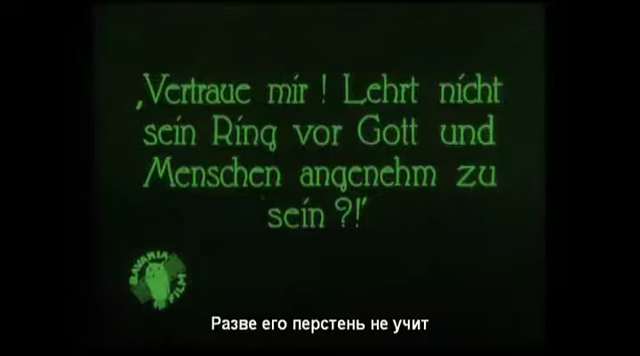 ‚Vertraue mir! Lehrt nicht
sein Ring vor Gott und
Menschen angenehm zu
sein?!'
BAVARIA
FILM
Разве его перстень не учит